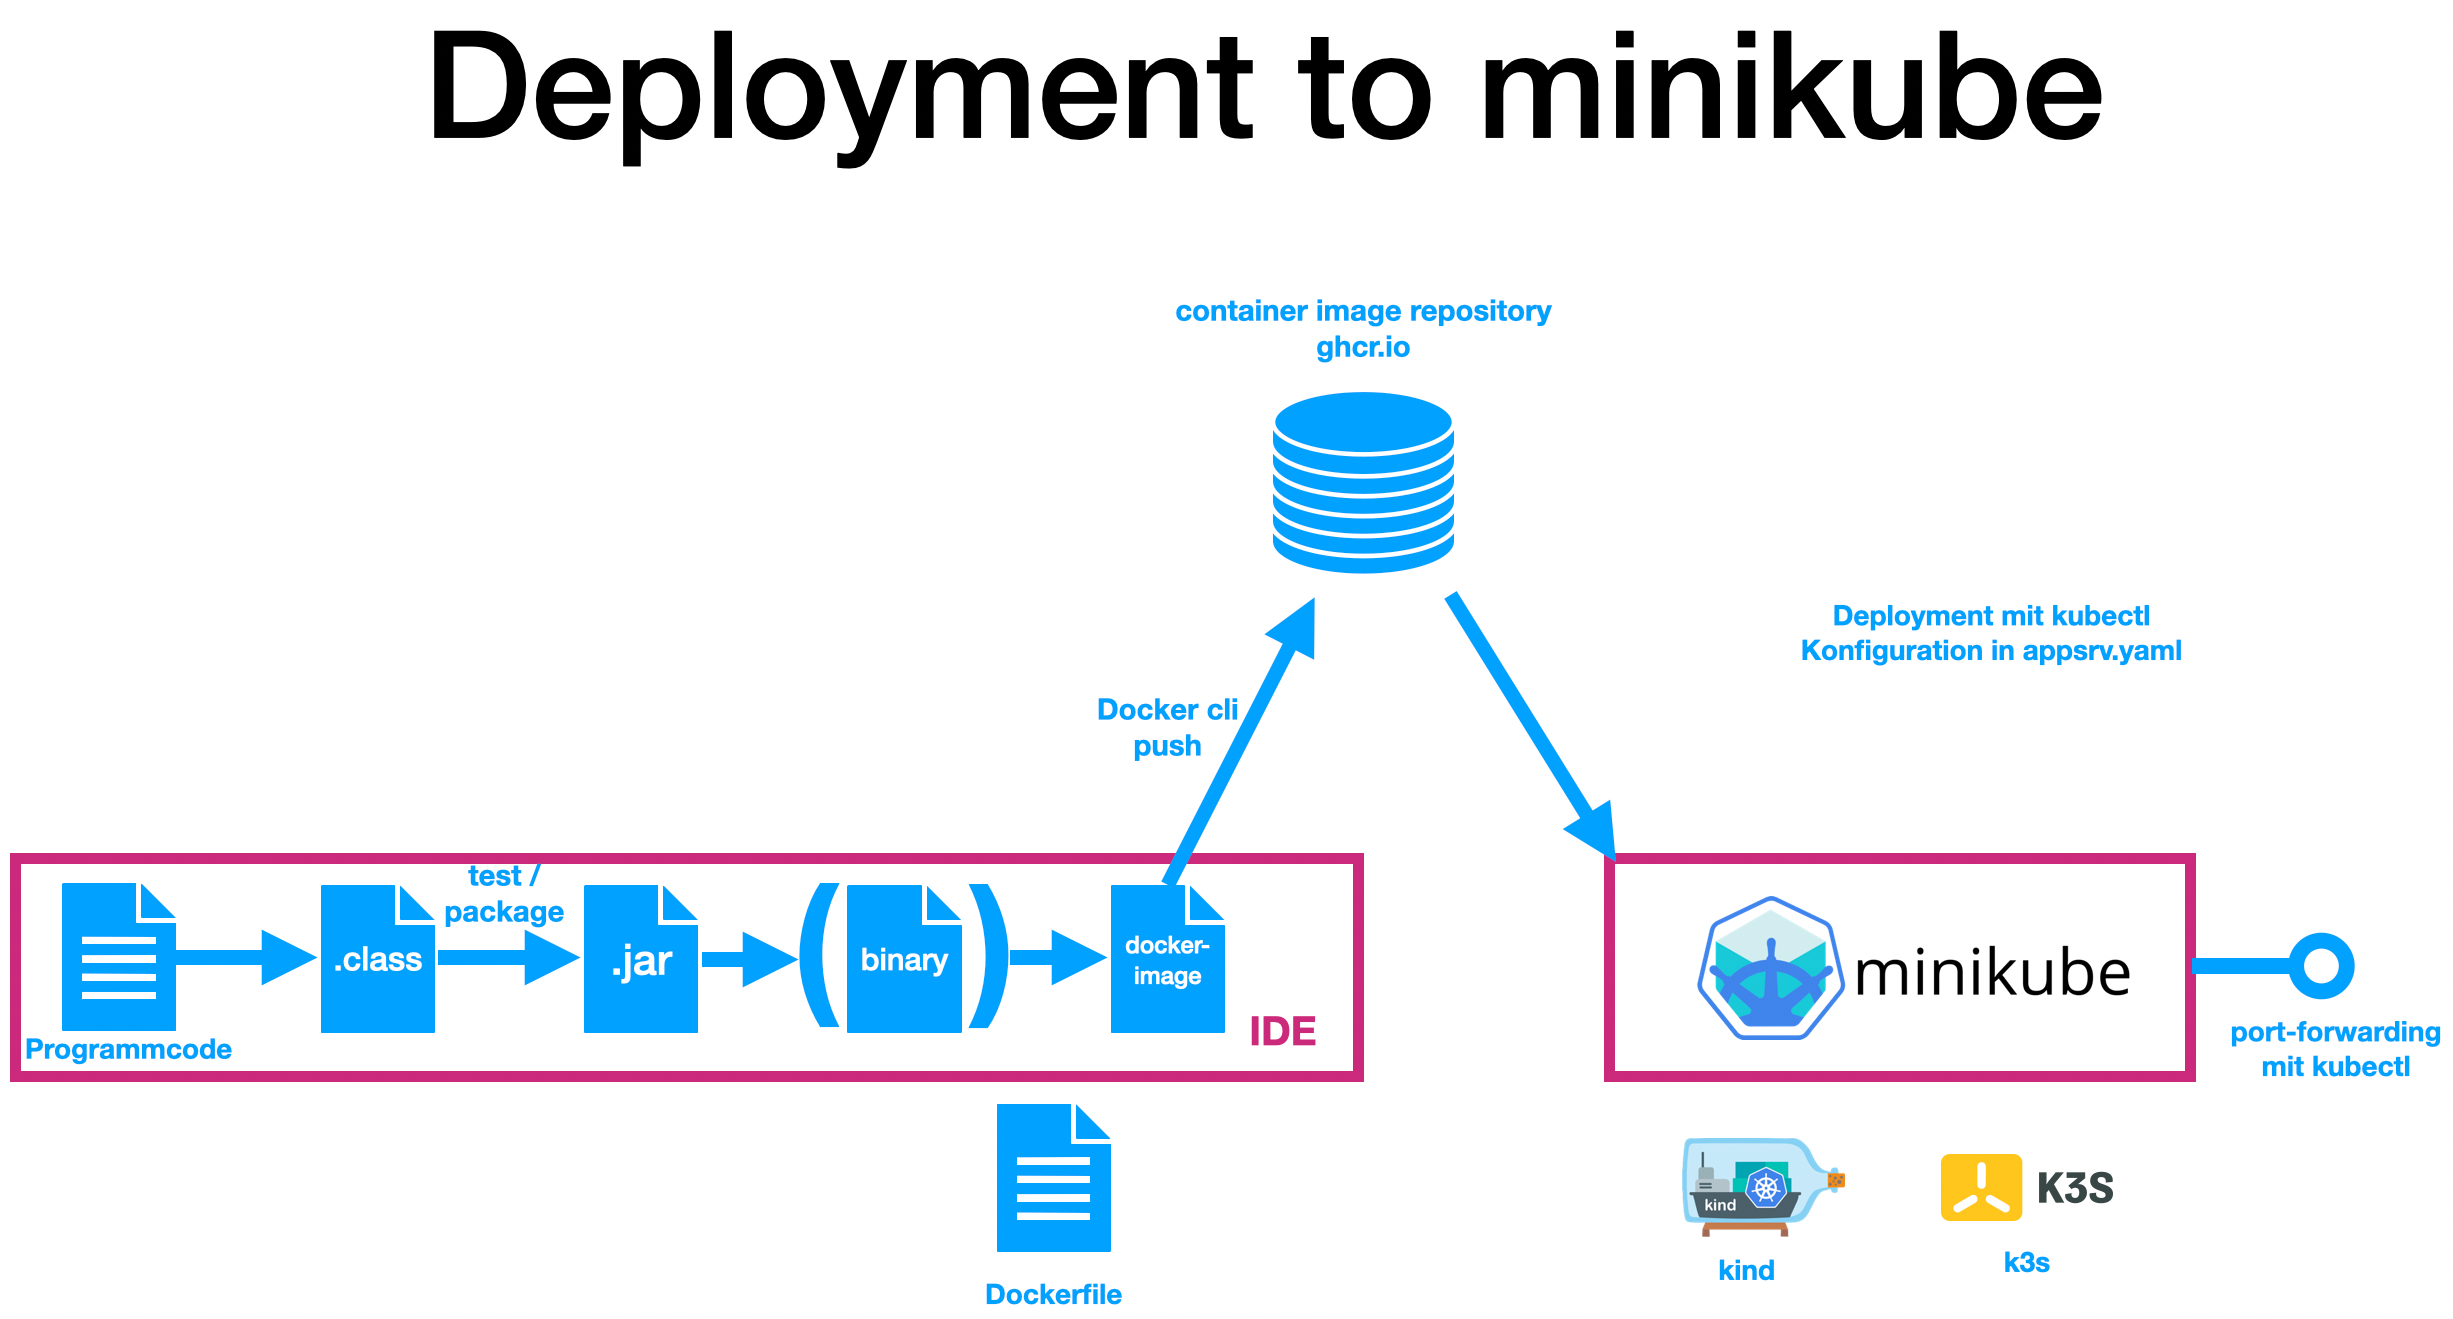 Deployment to minikube
container image repository
ghcr.io
Deployment mit kubectl
Konfiguration in appsrv.yaml
Docker cli
push
test /
package
.class
.jar
(
binary
)
docker-
image
Programmcode
IDE
minikube
port-forwarding
mit kubectl
Dockerfile
kind
kind
K3S
k3s